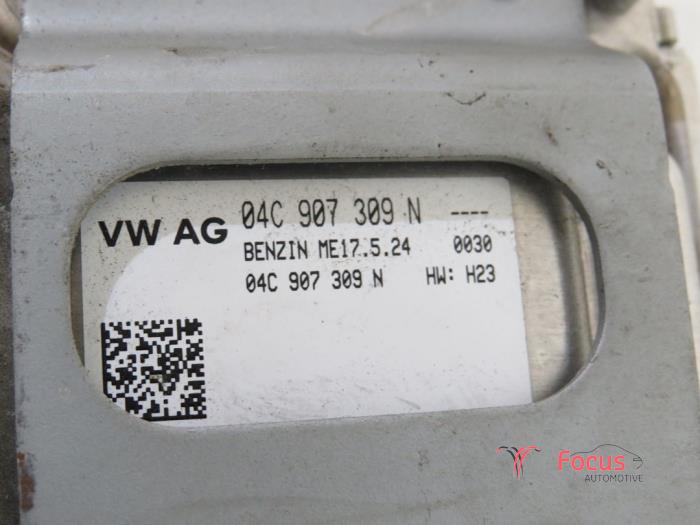 VW AG 04C 907 309 N ----
BENZIN ME17.5.24 0030
04C 907 309 N HW: H23
Focus
AUTOMOTIVE